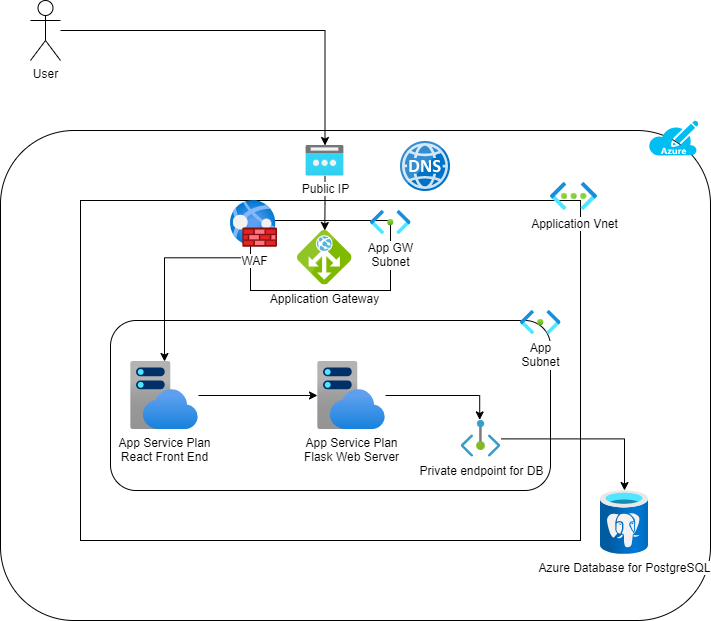 User
Azure
DNS
Public IP
Application Vnet
WAF
App GW
Subnet
Application Gateway
App
Subnet
App Service Plan
React Front End
App Service Plan
Flask Web Server
Private endpoint for DB
Azure Database for PostgreSQL